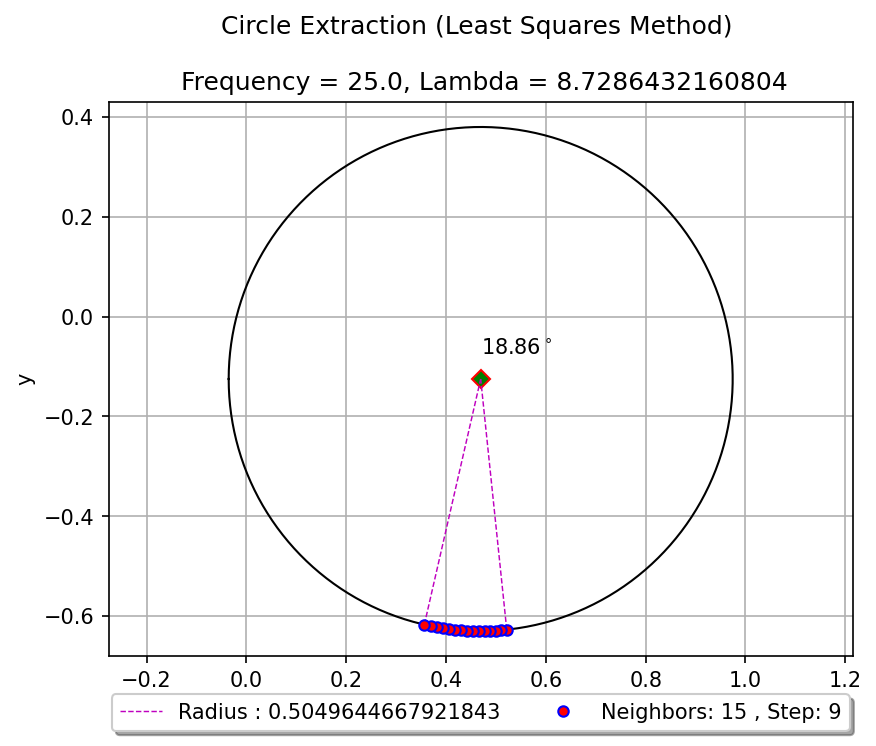 Circle Extraction (Least Squares Method)
Frequency = 25.0, Lambda = 8.7286432160804
0.4
0.2
0.0
−0.2
−0.4
−0.6
y
18.86°
−0.2 0.0 0.2 0.4 0.6 0.8 1.0 1.2
Radius : 0.5049644667921843 Neighbors: 15 , Step: 9